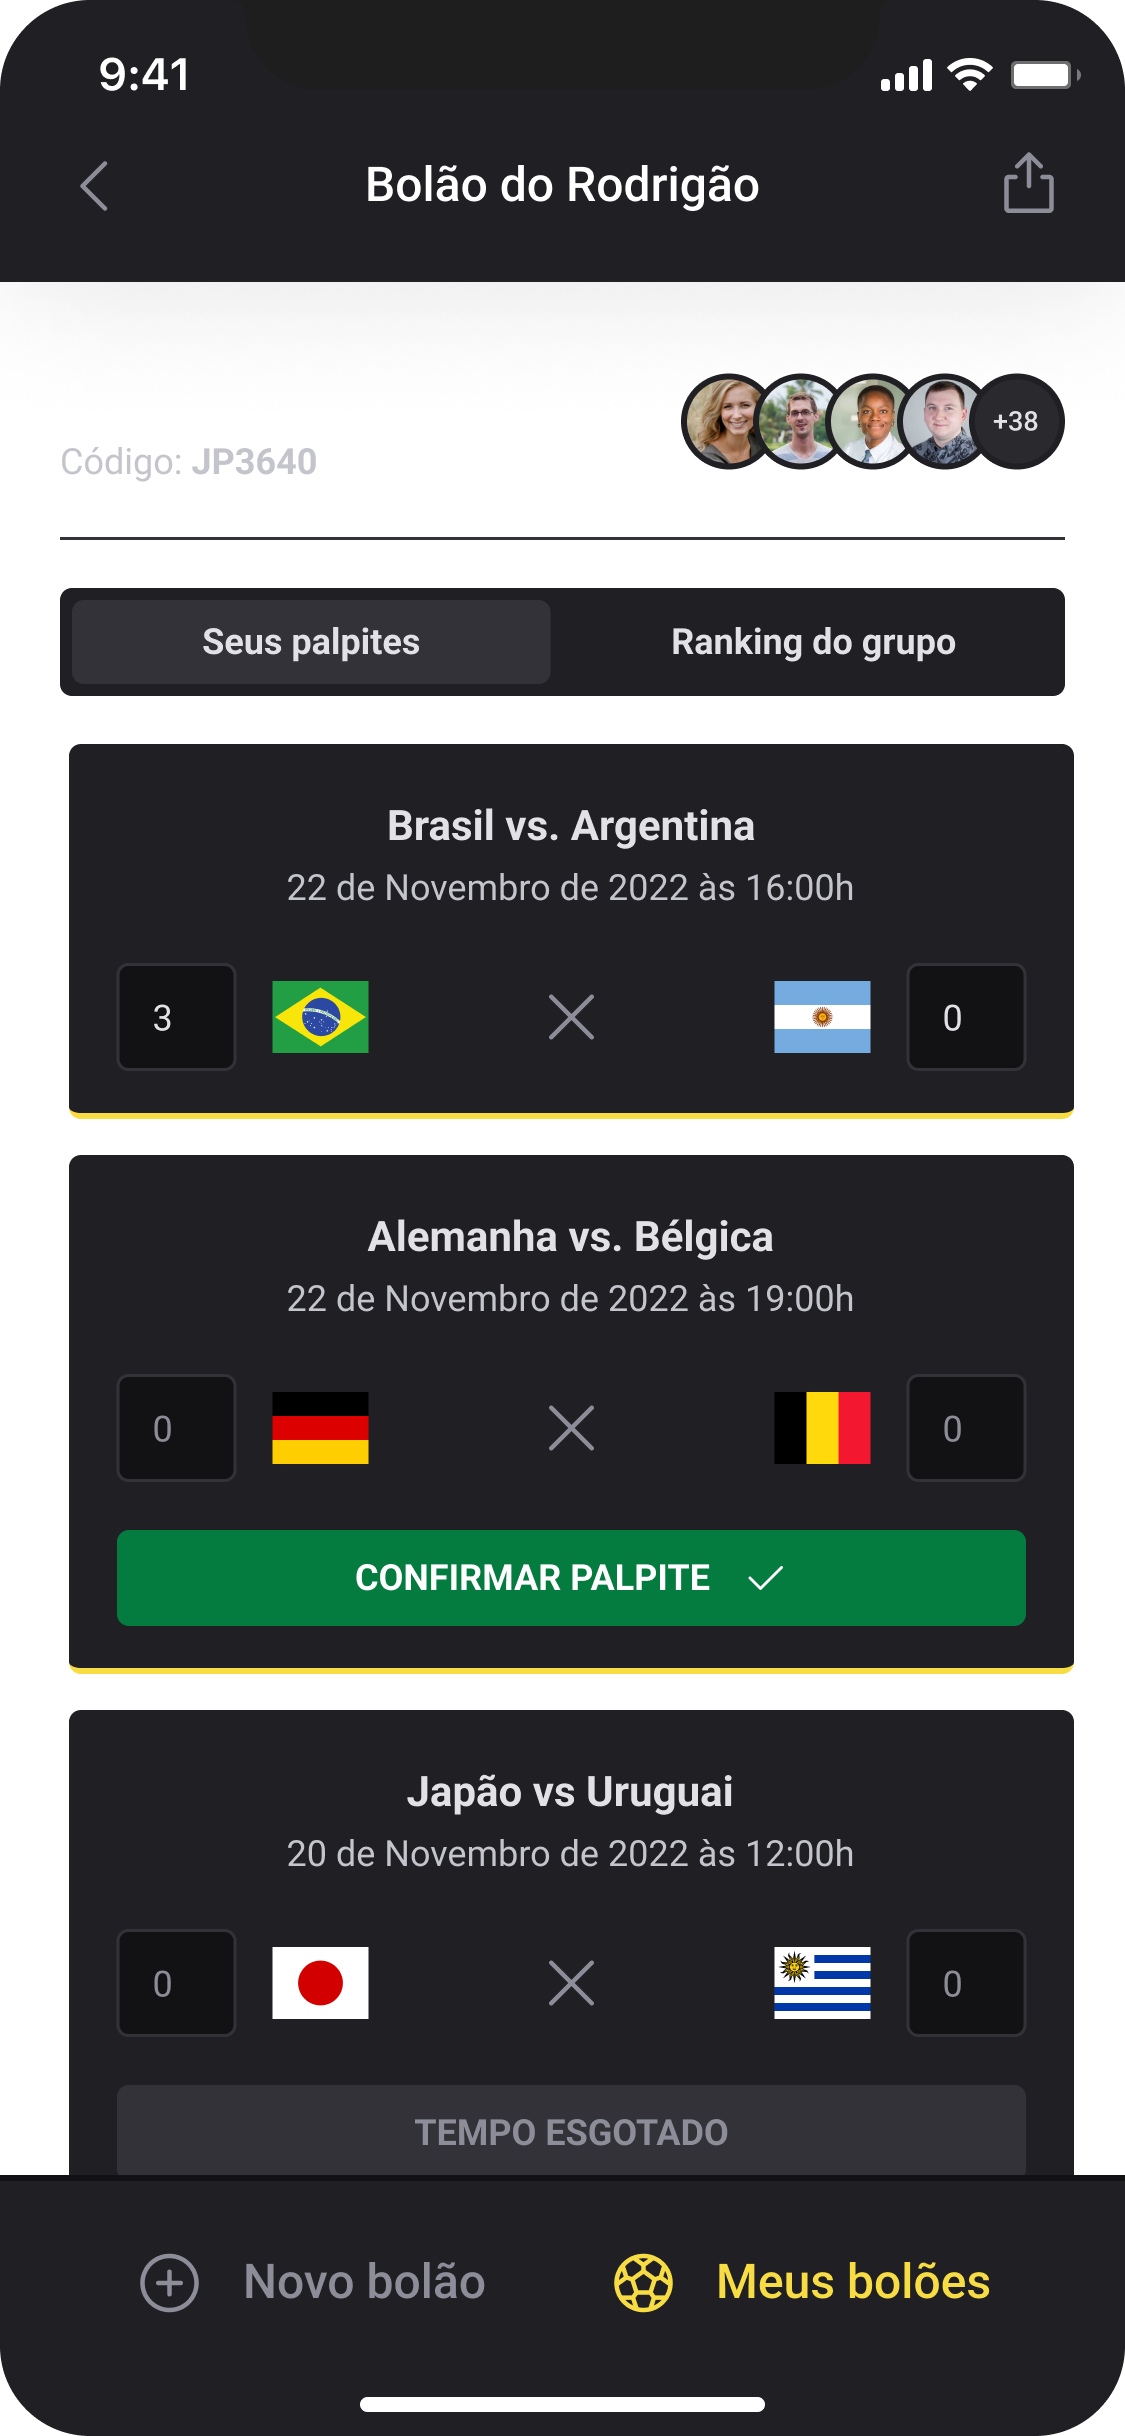 9:41
Bolão do Rodrigão
+38
Código: JP3640
Seus palpites
Ranking do grupo
Brasil vs. Argentina
22 de Novembro de 2022 às 16:00h
3
0
Alemanha vs. Bélgica
22 de Novembro de 2022 às 19:00h
0
0
CONFIRMAR PALPITE
Japão vs Uruguai
20 de Novembro de 2022 às 12:00h
0
0
TEMPO ESGOTADO
Novo bolão
Meus bolões